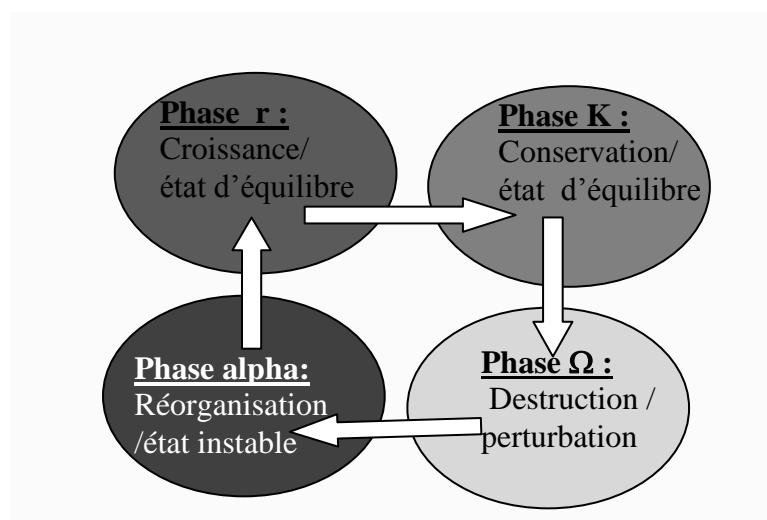 Phase r :
Croissance/
état d'équilibre
Phase K :
Conservation/
état d'équilibre
Phase alpha:
Réorganisation
/état instable
Phase Ω :
Destruction /
perturbation